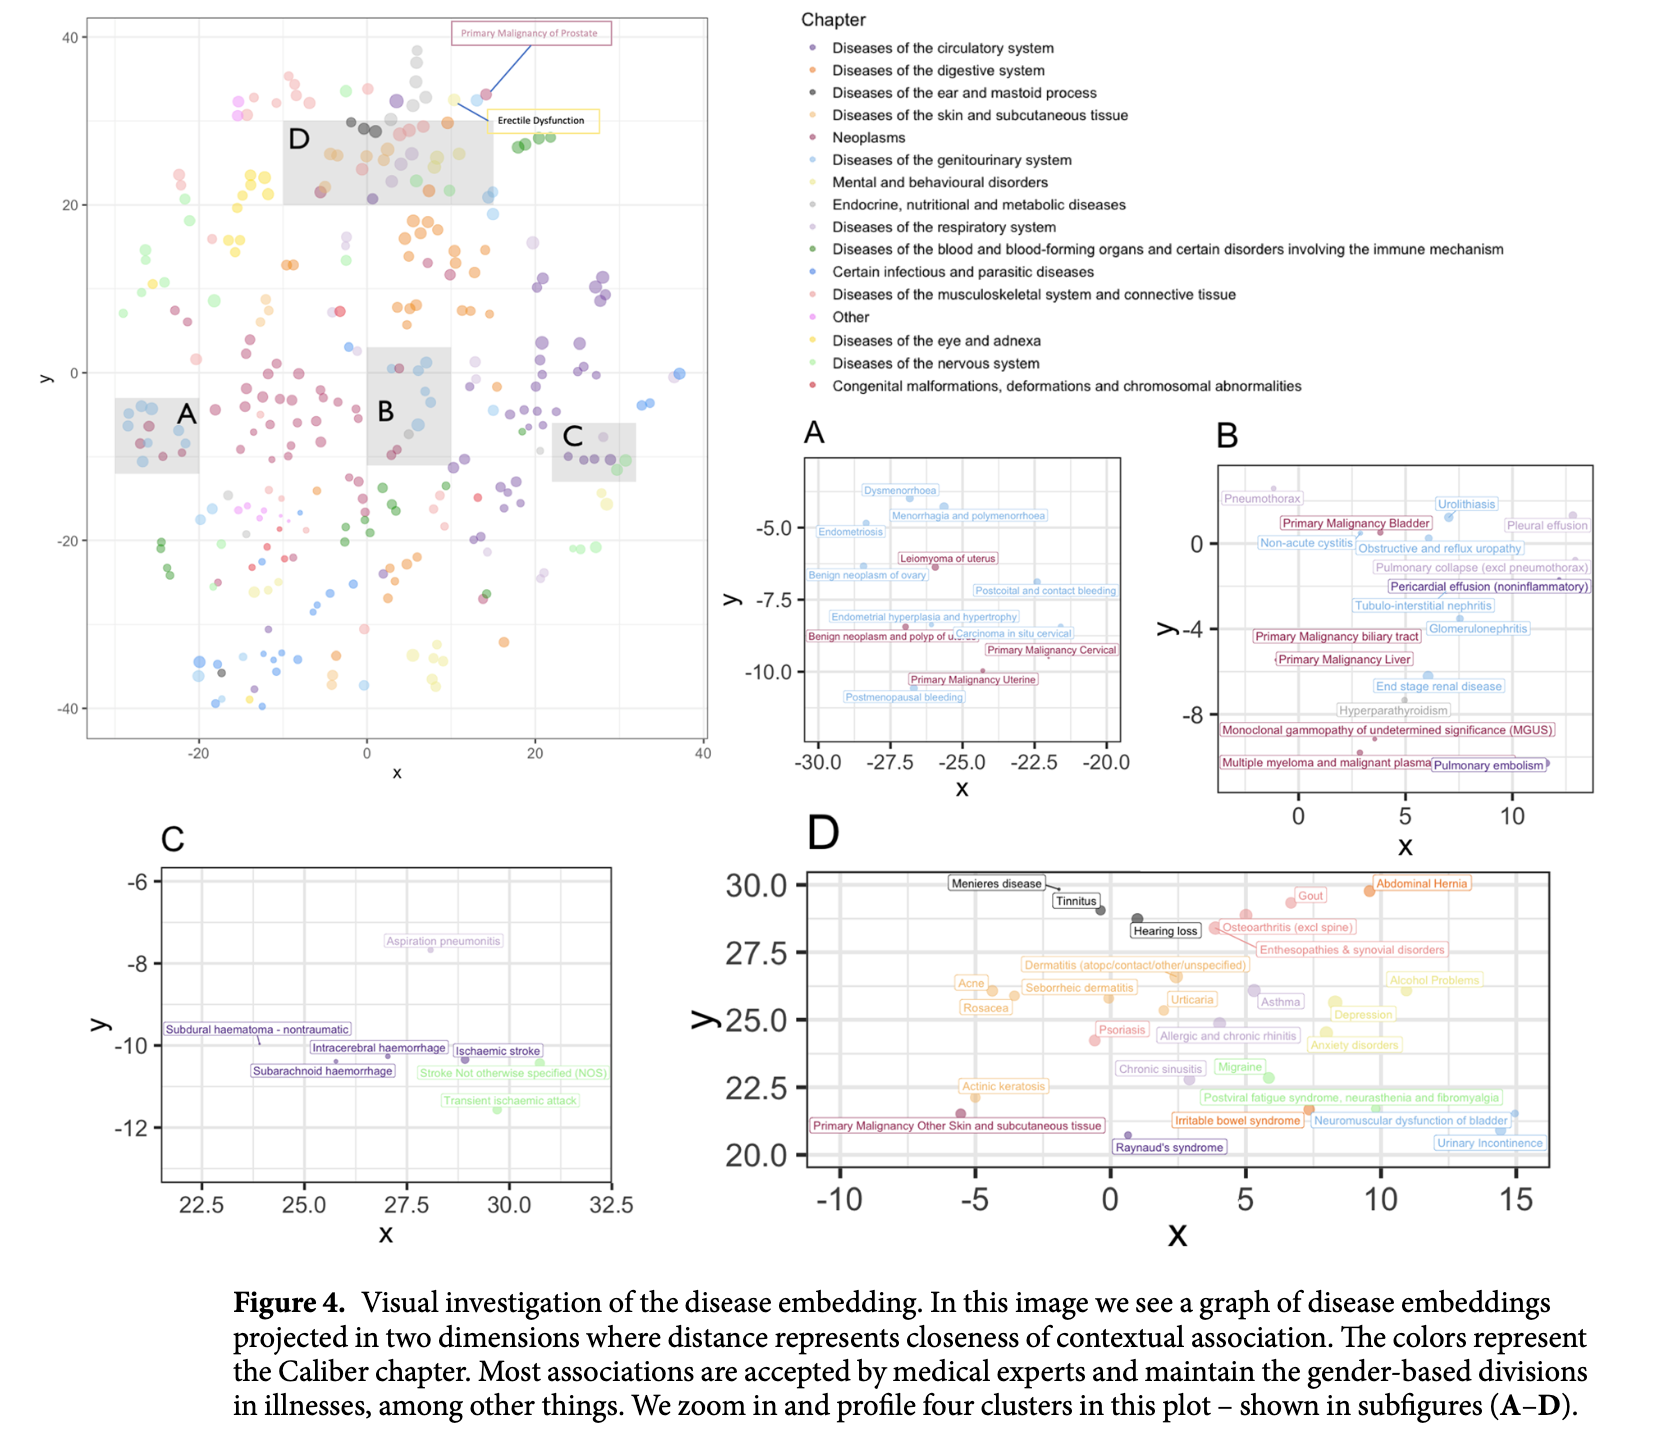 40
20
0
-20
-40
y
-20
0
20
40
x
Primary Malignancy of Prostate
Erectile Dysfunction
D
A
B
C
Chapter
Diseases of the circulatory system
Diseases of the digestive system
Diseases of the ear and mastoid process
Diseases of the skin and subcutaneous tissue
Neoplasms
Diseases of the genitourinary system
Mental and behavioural disorders
Endocrine, nutritional and metabolic diseases
Diseases of the respiratory system
Diseases of the blood and blood-forming organs and certain disorders involving the immune mechanism
Certain infectious and parasitic diseases
Diseases of the musculoskeletal system and connective tissue
Other
Diseases of the eye and adnexa
Diseases of the nervous system
Congenital malformations, deformations and chromosomal abnormalities
A
Dysmenorrhoea
Menorrhagia and polymenorrhoea
Endometriosis
Leiomyoma of uterus
Benign neoplasm of ovary
Postcoital and contact bleeding
Endometrial hyperplasia and hypertrophy
Carcinoma in situ cervical
Benign neoplasm and polyp of
Primary Malignancy Cervical
Primary Malignancy Uterine
Postmenopausal bleeding
-5.0
-7.5
-10.0
y
-30.0
-27.5
-25.0
-22.5
-20.0
x
B
Pneumothorax
Urolithiasis
Primary Malignancy Bladder
Pleural effusion
Non-acute cystitis
Obstructive and reflux uropathy
Pulmonary collapse (excl pneumothorax)
Pericardial effusion (noninflammatory)
Tubulo-interstitial nephritis
Glomerulonephritis
Primary Malignancy biliary tract
Primary Malignancy Liver
End stage renal disease
Hyperparathyroidism
Monoclonal gammopathy of undetermined significance (MGUS)
Multiple myeloma and malignant plasma
Pulmonary embolism
0
-4
-8
y
0
5
10
x
C
Aspiration pneumonitis
Subdural haematoma - nontraumatic
Intracerebral haemorrhage
Ischaemic stroke
Subarachnoid haemorrhage
Stroke Not otherwise specified (NOS)
Transient ischaemic attack
-6
-8
-10
-12
y
22.5
25.0
27.5
30.0
32.5
x
D
Menieres disease
Abdominal Hernia
Tinnitus
Gout
Hearing loss
Osteoarthritis (excl spine)
Enthesopathies & synovial disorders
Dermatitis (atopc/contact/other/unspecified)
Acne
Seborrheic dermatitis
Alcohol Problems
Rosacea
Urticaria
Asthma
Depression
Psoriasis
Allergic and chronic rhinitis
Anxiety disorders
Chronic sinusitis
Migraine
Actinic keratosis
Postviral fatigue syndrome, neurasthenia and fibromyalgia
Primary Malignancy Other Skin and subcutaneous tissue
Irritable bowel syndrome
Neuromuscular dysfunction of bladder
Raynaud's syndrome
Urinary Incontinence
30.0
27.5
25.0
22.5
20.0
y
-10
-5
0
5
10
15
x
Figure 4. Visual investigation of the disease embedding. In this image we see a graph of disease embeddings
projected in two dimensions where distance represents closeness of contextual association. The colors represent
the Caliber chapter. Most associations are accepted by medical experts and maintain the gender-based divisions
in illnesses, among other things. We zoom in and profile four clusters in this plot – shown in subfigures (A–D).